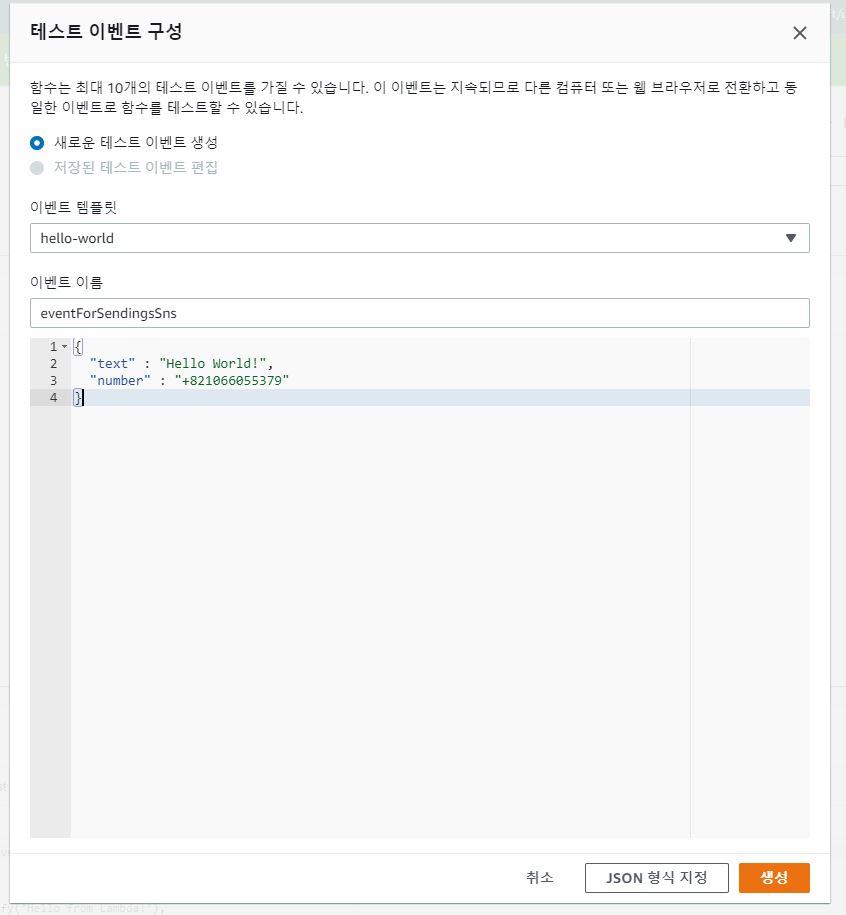 테스트 이벤트 구성
함수는 최대 10개의 테스트 이벤트를 가질 수 있습니다. 이 이벤트는 지속되므로 다른 컴퓨터 또는 웹 브라우저로 전환하고 동
일한 이벤트로 함수를 테스트할 수 있습니다.
새로운 테스트 이벤트 생성
저장된 테스트 이벤트 편집
이벤트 템플릿
hello-world
이벤트 이름
eventForSendingsSns
1 {
2 "text" : "Hello World!",
3 "number" : "+821066055379"
4 }
취소 JSON 형식 지정 생성
fy('Hello from Lambda!'),